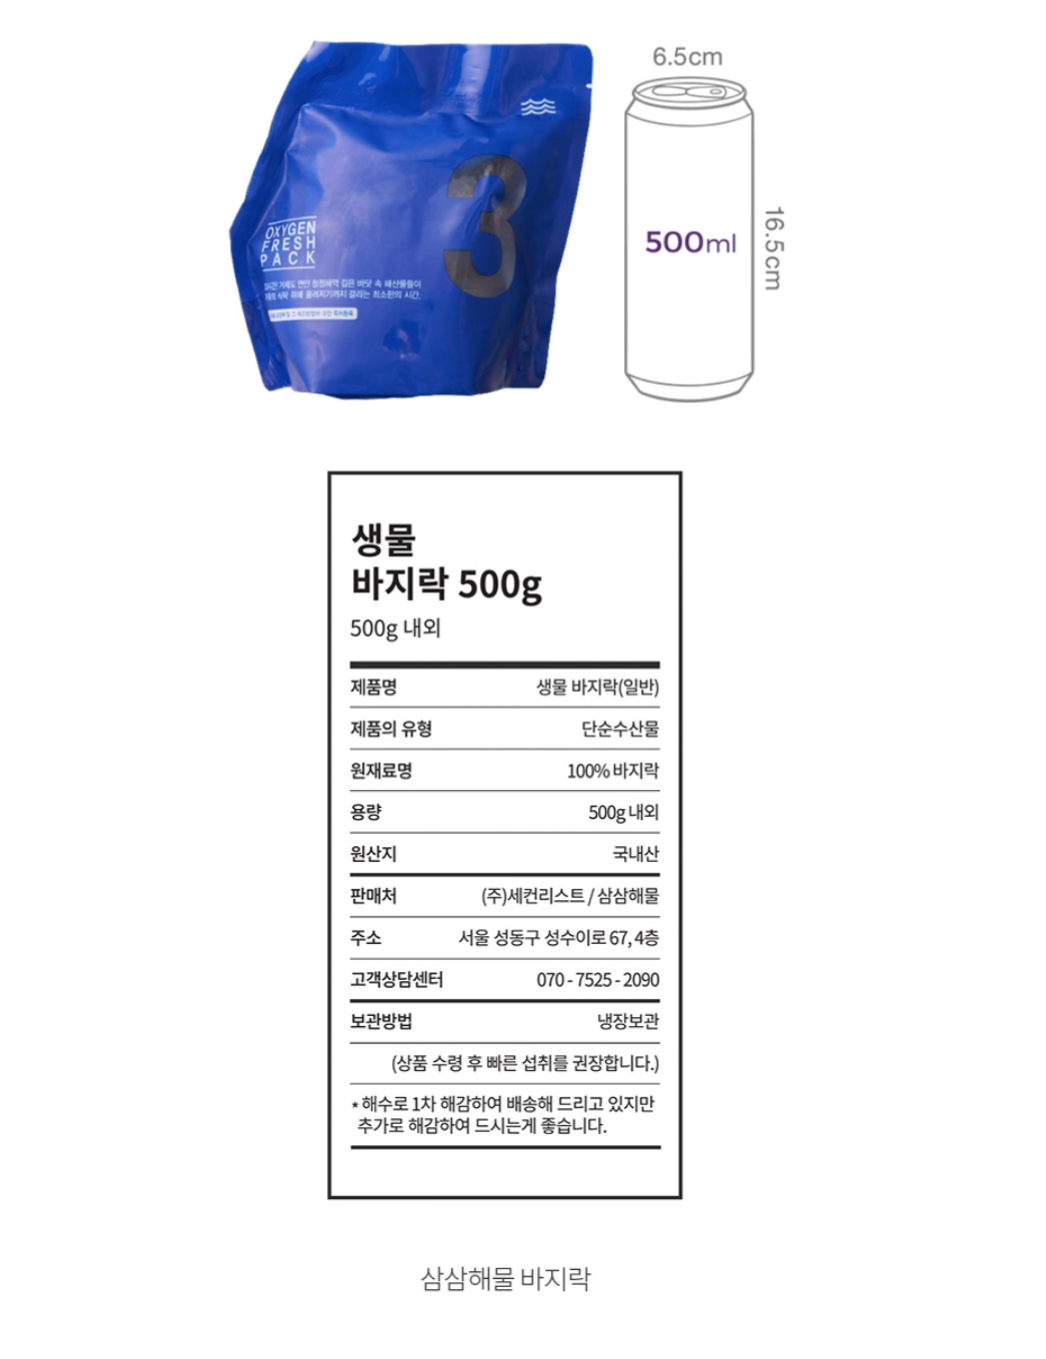 6.5cm
3
OXYGEN
FRESH
PACK
500ml
16.5cm
생물
바지락 500g
500g 내외
제품명 생물 바지락(일반)
제품의 유형 단순수산물
원재료명 100% 바지락
용량 500g 내외
원산지 국내산
판매처 (주)세컨리스트 / 삼삼해물
주소 서울 성동구 성수이로 67, 4층
고객상담센터 070 - 7525 - 2090
보관방법 냉장보관
(상품 수령 후 빠른 섭취를 권장합니다.)
* 해수로 1차 해감하여 배송해 드리고 있지만
추가로 해감하여 드시는게 좋습니다.
삼삼해물 바지락